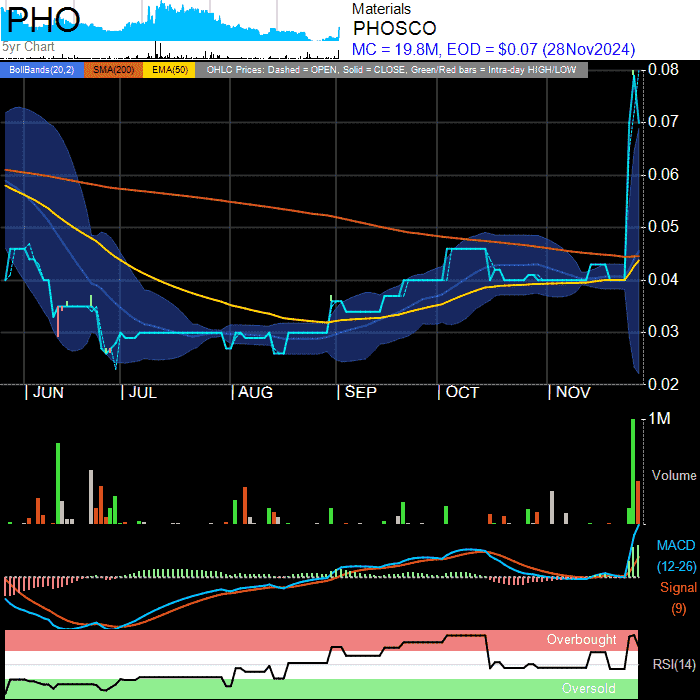 PHO
5yr Chart
Materials
PHOSCO
MC = 19.8M, EOD = $0.07 (28Nov2024)
BollBands(20,2) SMA(200) EMA(50) OHLC Prices: Dashed = OPEN, Solid = CLOSE, Green/Red bars = Intra-day HIGH/LOW
0.08
0.07
0.06
0.05
0.04
0.03
0.02
JUN JUL AUG SEP OCT NOV
1M
Volume
MACD
(12-26)
Signal
(9)
Overbought
RSI(14)
Oversold